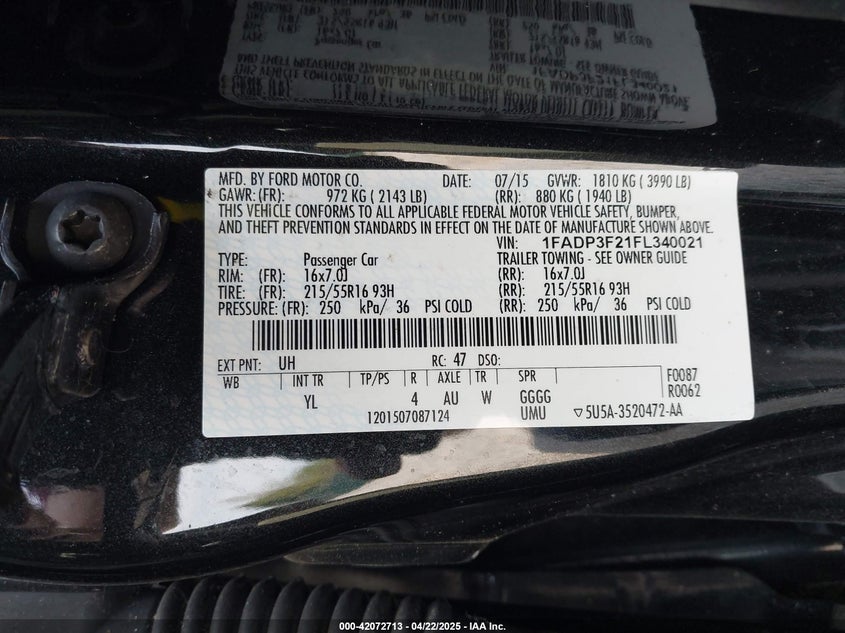 MFD. BY FORD MOTOR CO. DATE: 07/15 GVWR: 1810 KG ( 3990 LB)
GAWR: (FR): 972 KG ( 2143 LB) (RR): 880 KG ( 1940 LB)
THIS VEHICLE CONFORMS TO ALL APPLICABLE FEDERAL MOTOR VEHICLE SAFETY, BUMPER,
AND THEFT PREVENTION STANDARDS IN EFFECT ON THE DATE OF MANUFACTURE SHOWN ABOVE.
VIN: 1FADP3F21FL340021
TYPE: Passenger Car TRAILER TOWING - SEE OWNER GUIDE
RIM: (FR): 16x7.0J (RR): 16x7.0J
TIRE: (FR): 215/55R16 93H (RR): 215/55R16 93H
PRESSURE: (FR): 250 kPa/ 36 PSI COLD (RR): 250 kPa/ 36 PSI COLD
EXT PNT: UH RC: 47 DSO:
WB INT TR TP/PS R AXLE TR SPR F0087
YL 4 AU W GGGG R0062
1201507087124 UMU ▽5U5A-3520472-AA
000-42072713 - 04/22/2025 - IAA Inc.